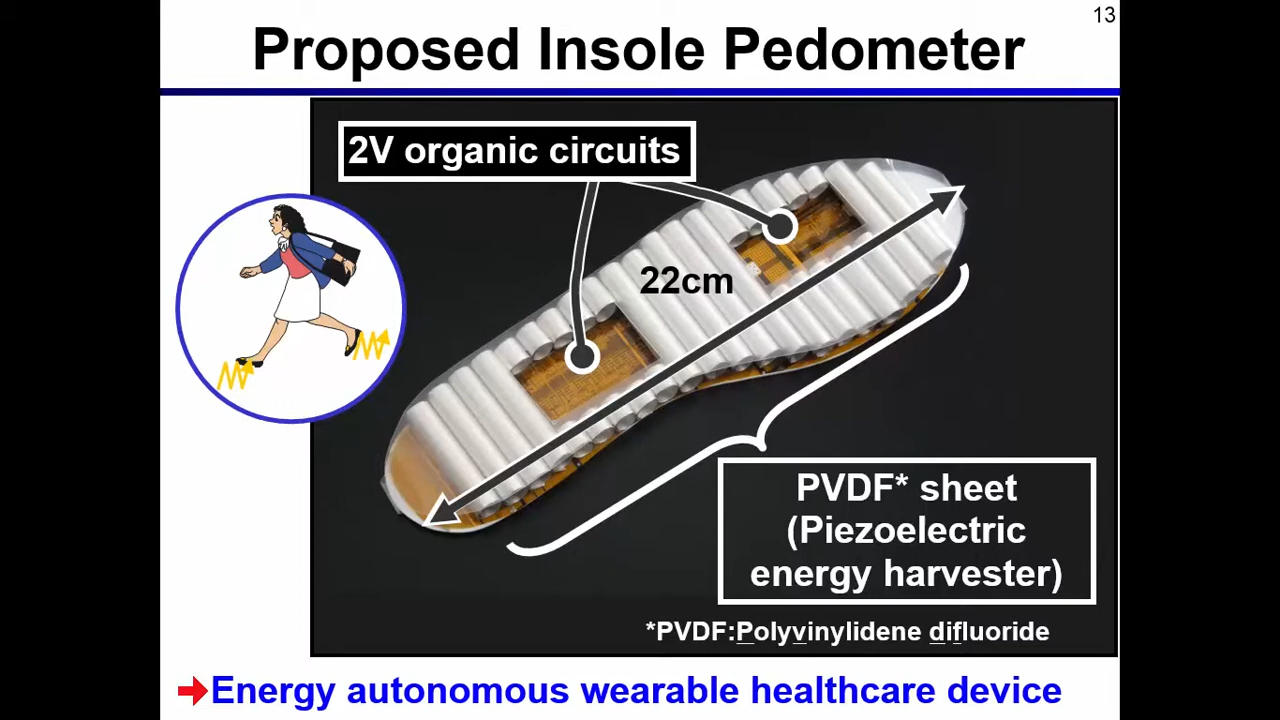 13
Proposed Insole Pedometer
2V organic circuits
22cm
PVDF* sheet
(Piezoelectric
energy harvester)
*PVDF:Polyvinylidene difluoride
Energy autonomous wearable healthcare device